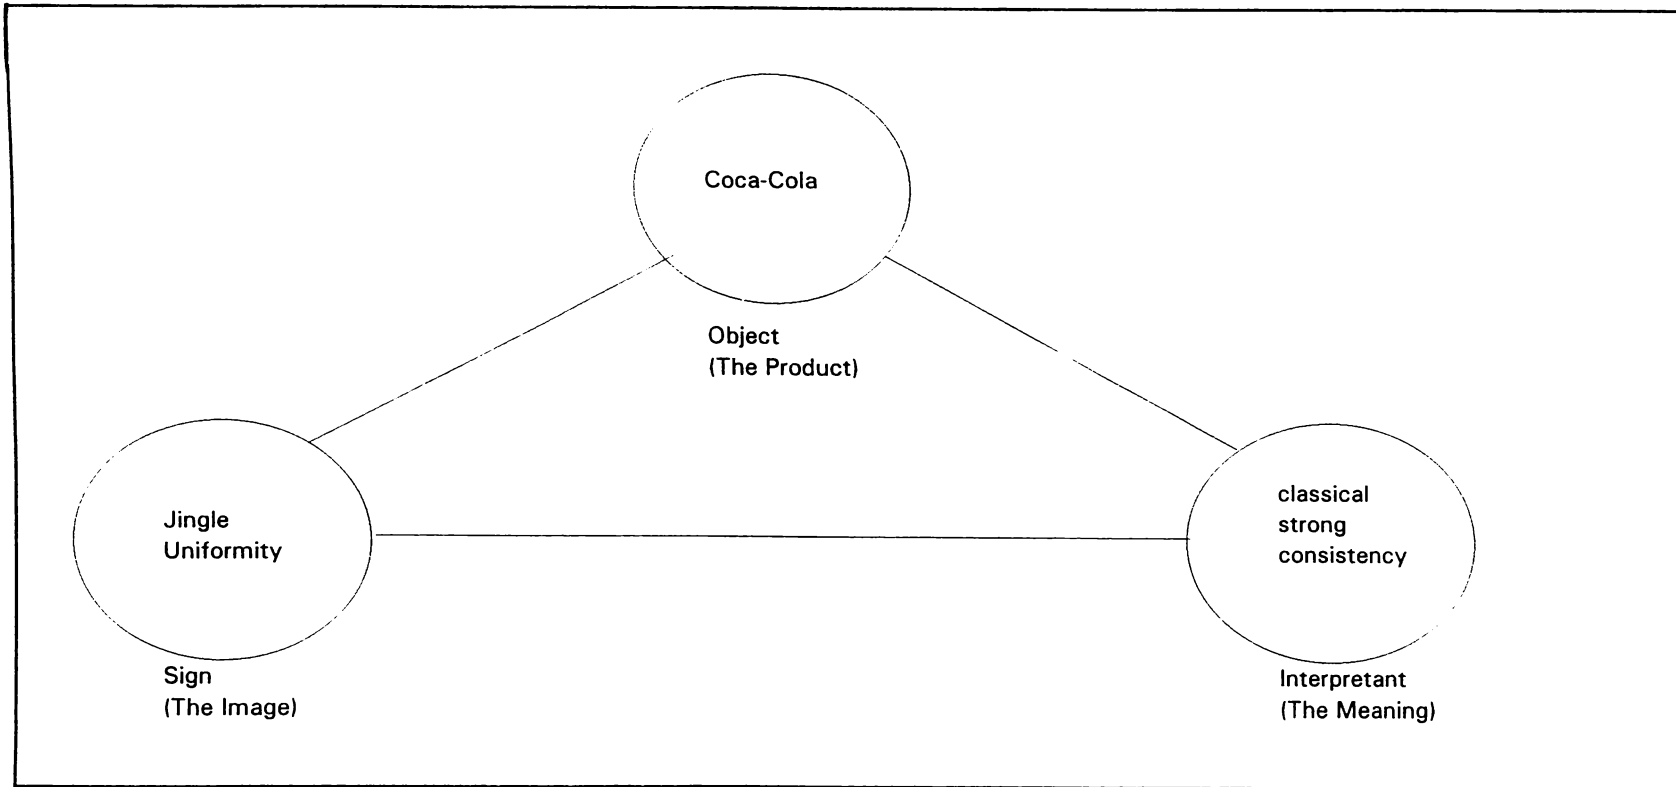 Coca-Cola
Object
(The Product)
Jingle
Uniformity
Sign
(The Image)
classical
strong
consistency
Interpretant
(The Meaning)